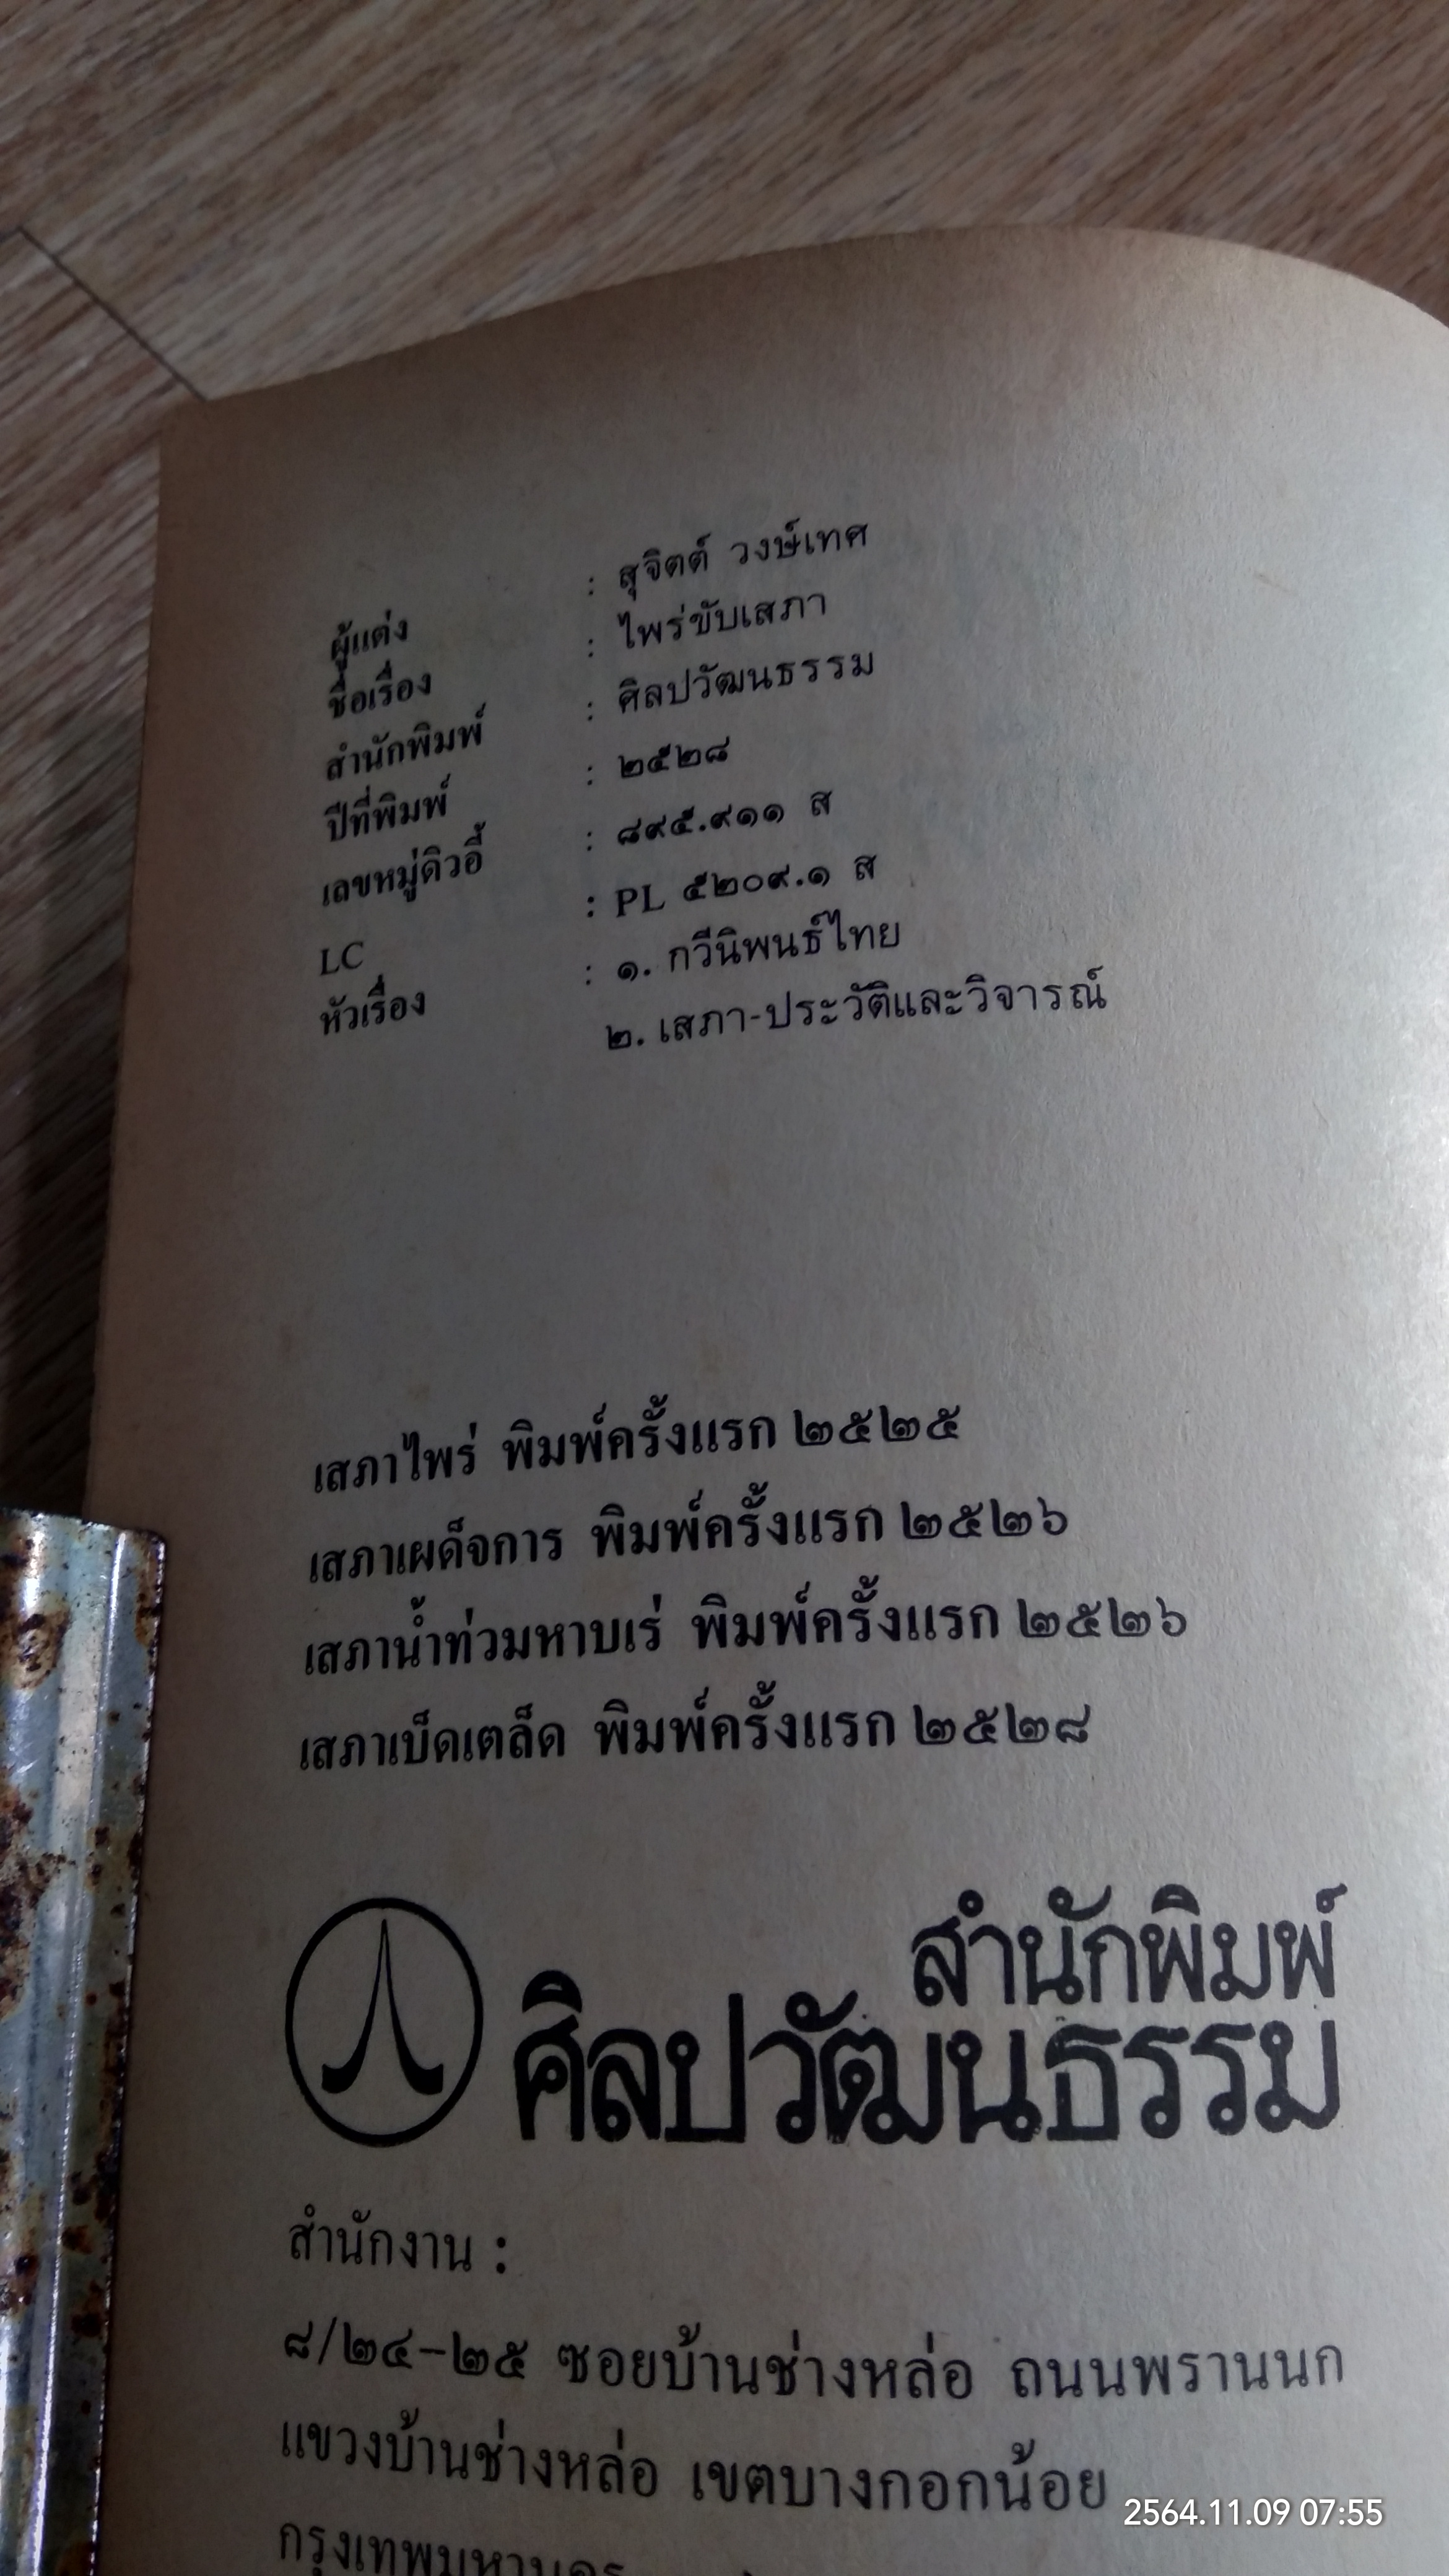 ผู้แต่ง : สุจิตต์ วงษ์เทศ
ชื่อเรื่อง : ไพร่ขับเสภา
สำนักพิมพ์ : ศิลปวัฒนธรรม
ปีที่พิมพ์ : ๒๕๒๘
เลขหมู่ดิวอี้ : ๘๙๕.๙๑๑ ส
LC : PL ๕๒๐๙.๑ ส
หัวเรื่อง : ๑. กวีนิพนธ์ไทย
๒. เสภา-ประวัติและวิจารณ์
เสภาไพร่ พิมพ์ครั้งแรก ๒๕๒๕
เสภาเผด็จการ พิมพ์ครั้งแรก ๒๕๒๖
เสภาน้ำท่วมหาบเร่ พิมพ์ครั้งแรก ๒๕๒๖
เสภาเบ็ดเตล็ด พิมพ์ครั้งแรก ๒๕๒๘
สำนักพิมพ์
ศิลปวัฒนธรรม
สำนักงาน :
๘/๒๔-๒๕ ซอยบ้านช่างหล่อ ถนนพรานนก
แขวงบ้านช่างหล่อ เขตบางกอกน้อย
กรุงเทพมหานคร
2564.11.09 07:55